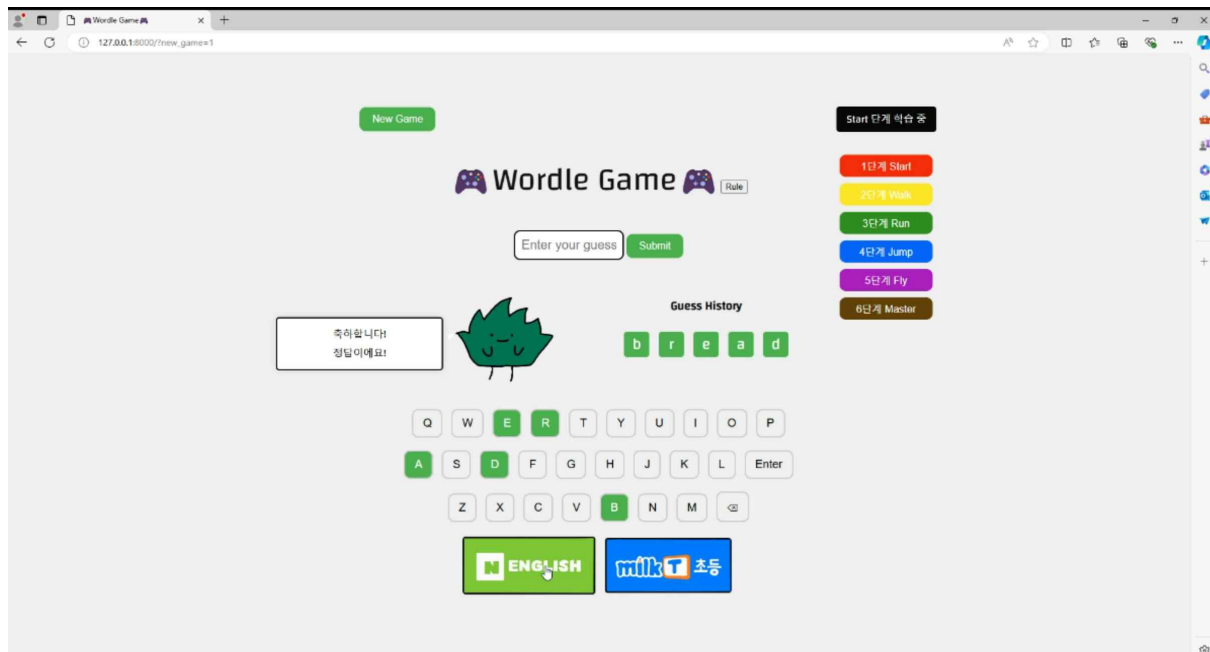 🎮Wordle Game🎮
127.0.0.1:8000/?new_game=1
New Game
Start 단계 학습 중
🎮 Wordle Game 🎮 Rule
1단계 Start
2단계 Walk
3단계 Run
4단계 Jump
5단계 Fly
6단계 Master
Enter your guess Submit
Guess History
축하합니다!
정답이에요!
b r e a d
Q W E R T Y U I O P
A S D F G H J K L Enter
Z X C V B N M ⌫
N ENGLISH
milk T 초등